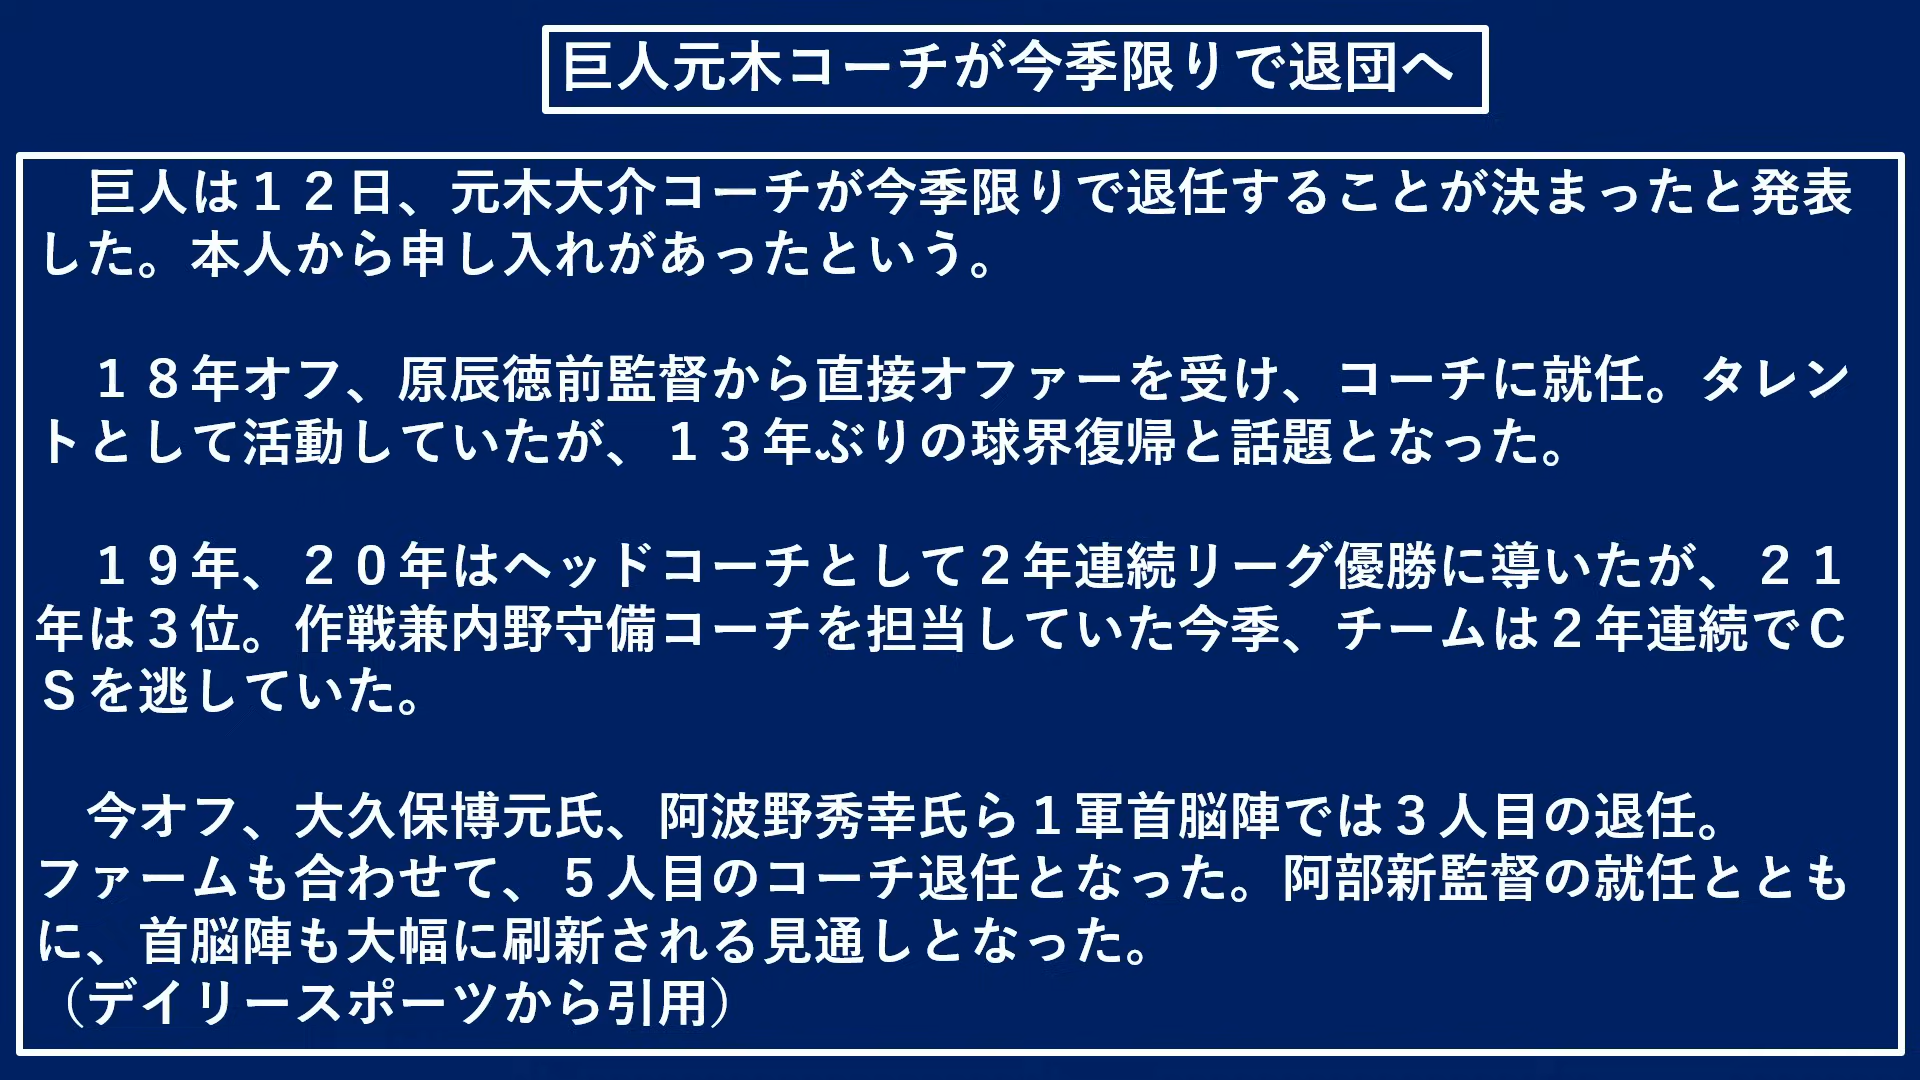 巨人元木コーチが今季限りで退団へ
巨人は１２日、元木大介コーチが今季限りで退任することが決まったと発表
した。本人から申し入れがあったという。
１８年オフ、原辰徳前監督から直接オファーを受け、コーチに就任。タレン
トとして活動していたが、１３年ぶりの球界復帰と話題となった。
１９年、２０年はヘッドコーチとして２年連続リーグ優勝に導いたが、２１
年は３位。作戦兼内野守備コーチを担当していた今季、チームは２年連続でＣ
Ｓを逃していた。
今オフ、大久保博元氏、阿波野秀幸氏ら１軍首脳陣では３人目の退任。
ファームも合わせて、５人目のコーチ退任となった。阿部新監督の就任ととも
に、首脳陣も大幅に刷新される見通しとなった。
（デイリースポーツから引用）